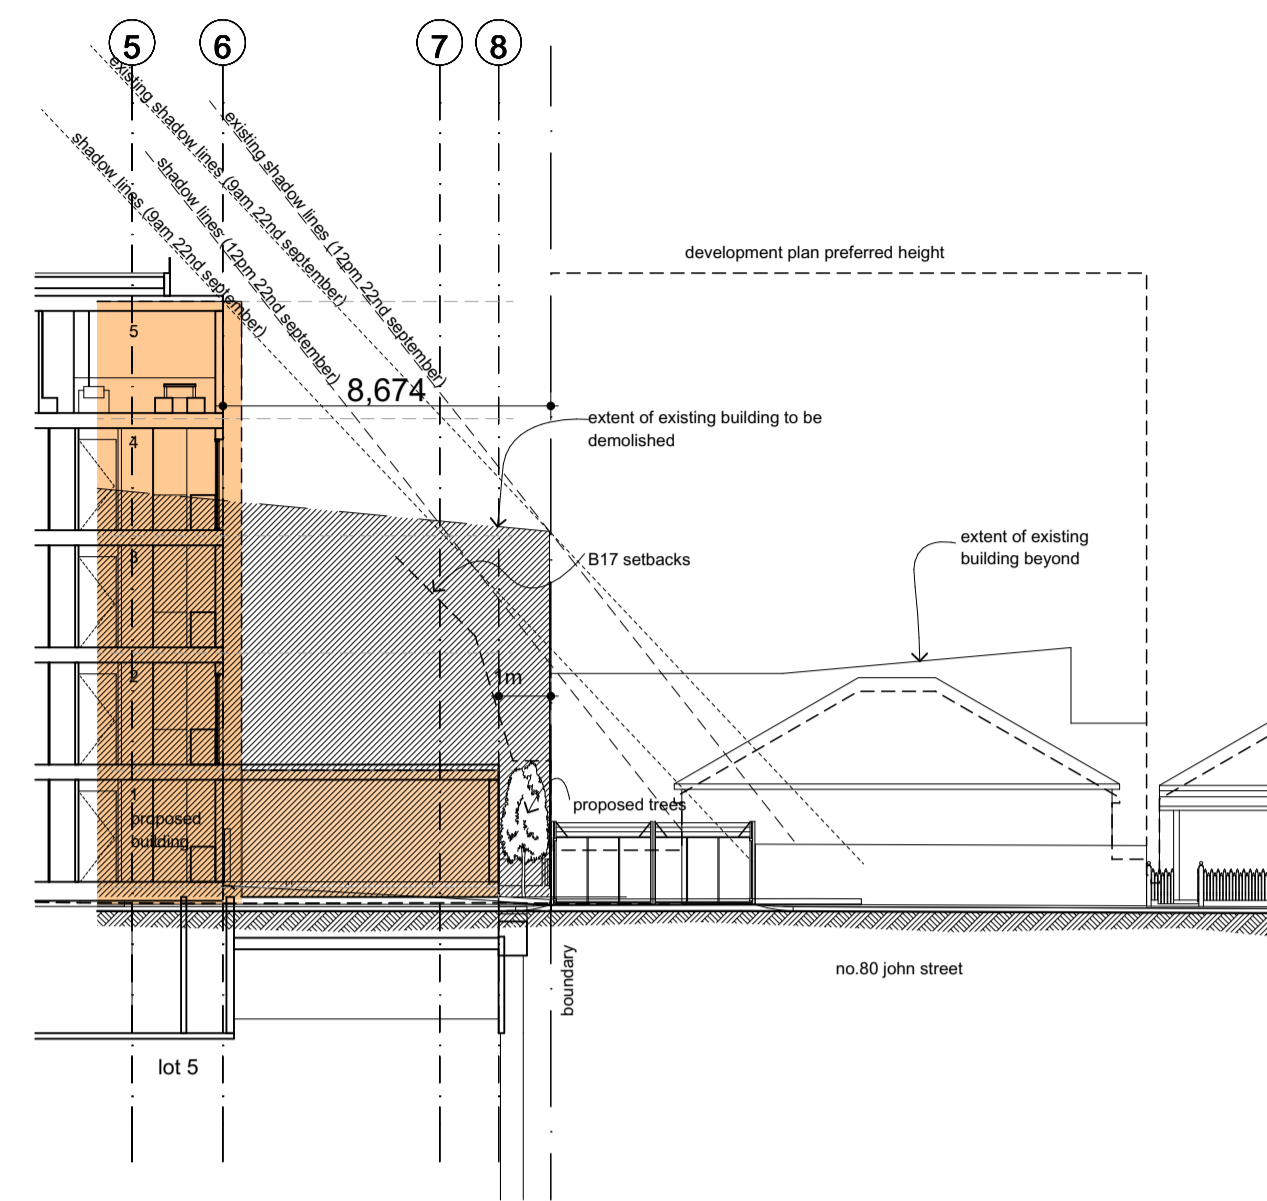 5 6 7 8
existing shadow lines (9am 22nd september)
existing shadow lines (12pm 22nd september)
shadow lines (9am 22nd september)
shadow lines (12pm 22nd september)
development plan preferred height
5
8,674
extent of existing building to be
demolished
4
extent of existing
building beyond
3
B17 setbacks
2
1m
1
proposed
building
proposed trees
boundary
no.80 john street
lot 5